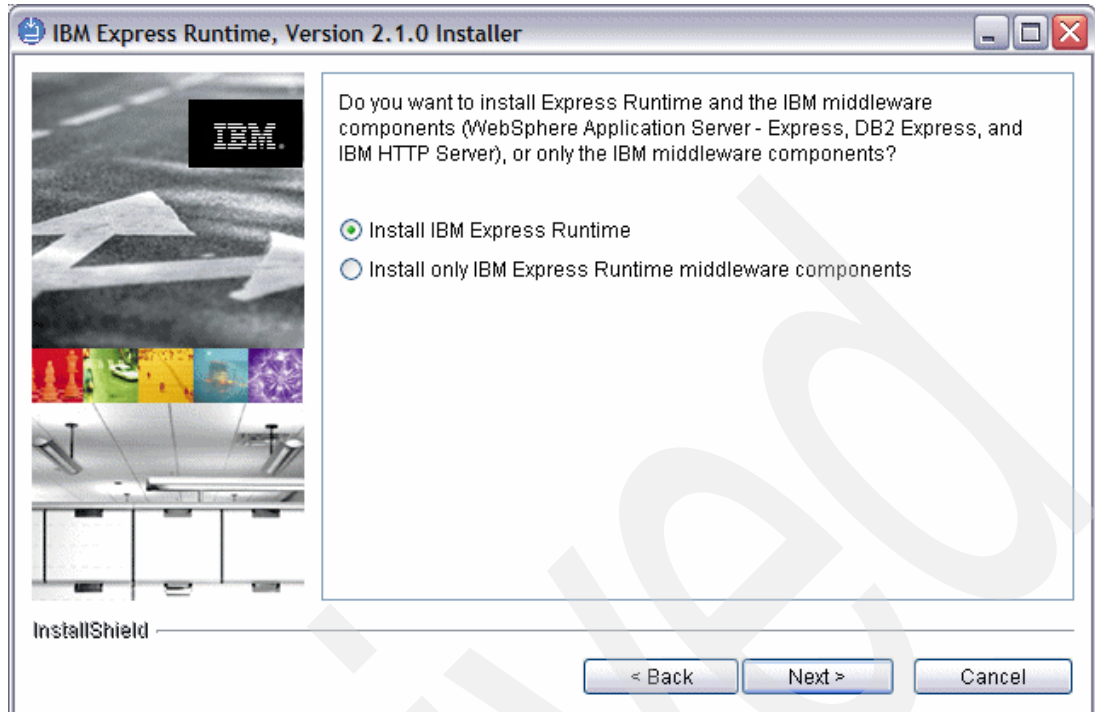 IBM Express Runtime, Version 2.1.0 Installer
IBM.
Do you want to install Express Runtime and the IBM middleware
components (WebSphere Application Server - Express, DB2 Express, and
IBM HTTP Server), or only the IBM middleware components?
Install IBM Express Runtime
Install only IBM Express Runtime middleware components
InstallShield
< Back
Next >
Cancel